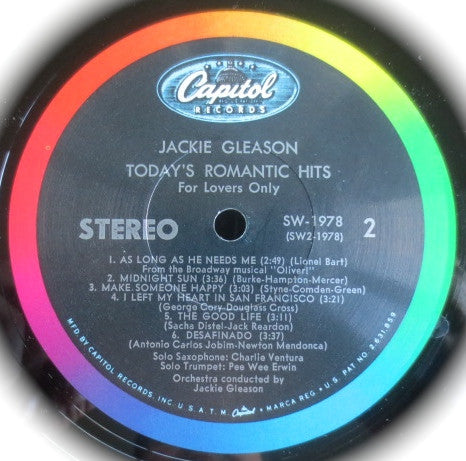 Capitol
RECORDS
JACKIE GLEASON
TODAY'S ROMANTIC HITS
For Lovers Only
STEREO
SW-1978
(SW2-1978)
2
1. AS LONG AS HE NEEDS ME (2:49) (Lionel Bart)
From the Broadway musical "Oliver!"
2. MIDNIGHT SUN (3:36) (Burke-Hampton-Mercer)
3. MAKE SOMEONE HAPPY (3:03) (Styne-Comden-Green)
4. I LEFT MY HEART IN SAN FRANCISCO (3:21)
(George Cory-Douglass Cross)
5. THE GOOD LIFE (3:31)
(Sacha Distel-Jack Reardon)
6. DESAFINADO (3:37)
(Antonio Carlos Jobim-Newton Mendonca)
Solo Saxophone: Charlie Ventura
Solo Trumpet: Pee Wee Erwin
Orchestra conducted by
Jackie Gleason
MFD. BY CAPITOL RECORDS, INC. U.S.A. T.M. Capitol MARCA REG. • U.S. PAT. NO. 2,631,859